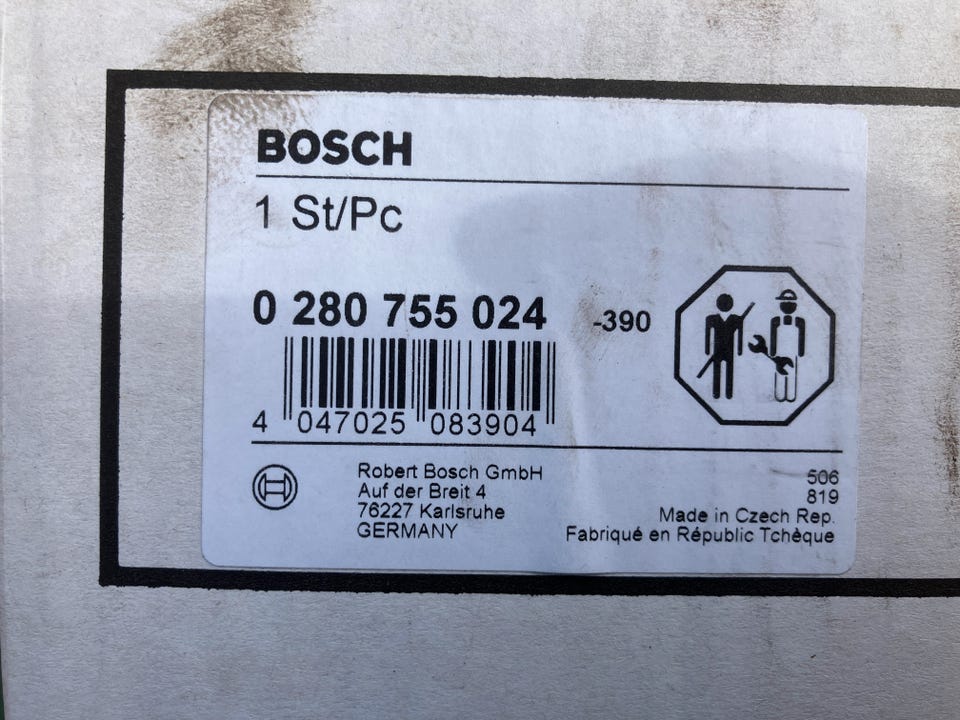 BOSCH
1 St/Pc
0 280 755 024 -390
4 047025 083904
Robert Bosch GmbH
Auf der Breit 4
76227 Karlsruhe
GERMANY
506
819
Made in Czech Rep.
Fabriqué en Républic Tchèque